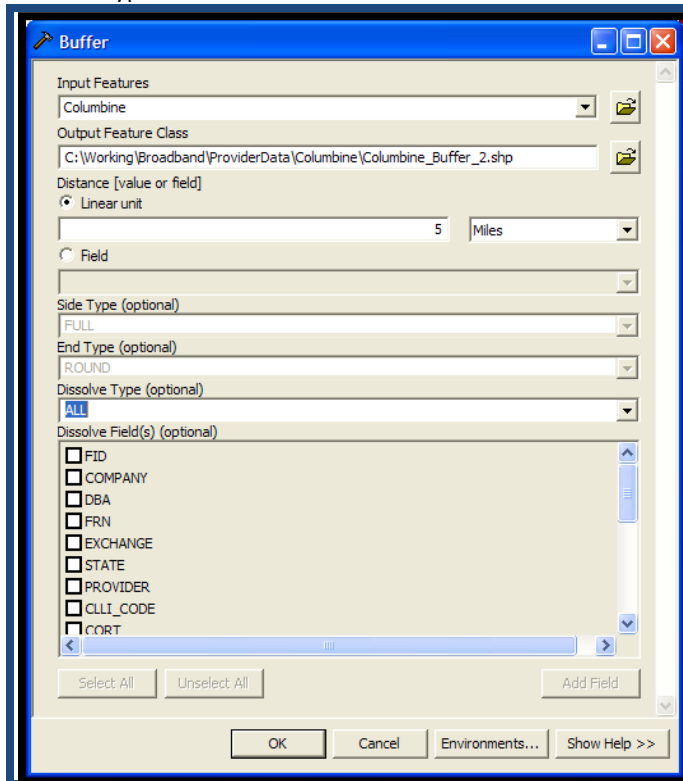 Buffer
Input Features
Columbine
Output Feature Class
C:\Working\Broadband\ProviderData\Columbine\Columbine_Buffer_2.shp
Distance [value or field]
Linear unit
5 Miles
Field
Side Type (optional)
FULL
End Type (optional)
ROUND
Dissolve Type (optional)
ALL
Dissolve Field(s) (optional)
FID
COMPANY
DBA
FRN
EXCHANGE
STATE
PROVIDER
CLLI_CODE
CORT
Select All Unselect All Add Field
OK Cancel Environments... Show Help >>